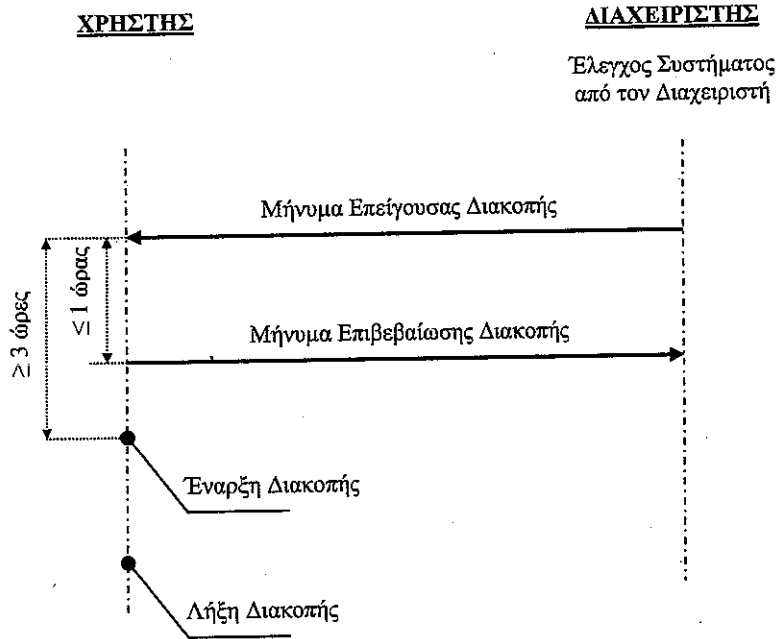 ΧΡΗΣΤΗΣ
ΔΙΑΧΕΙΡΙΣΤΗΣ
Έλεγχος Συστήματος
από τον Διαχειριστή
Μήνυμα Επείγουσας Διακοπής
≤ 1 ώρας
≥ 3 ώρες
Μήνυμα Επιβεβαίωσης Διακοπής
Έναρξη Διακοπής
Λήξη Διακοπής